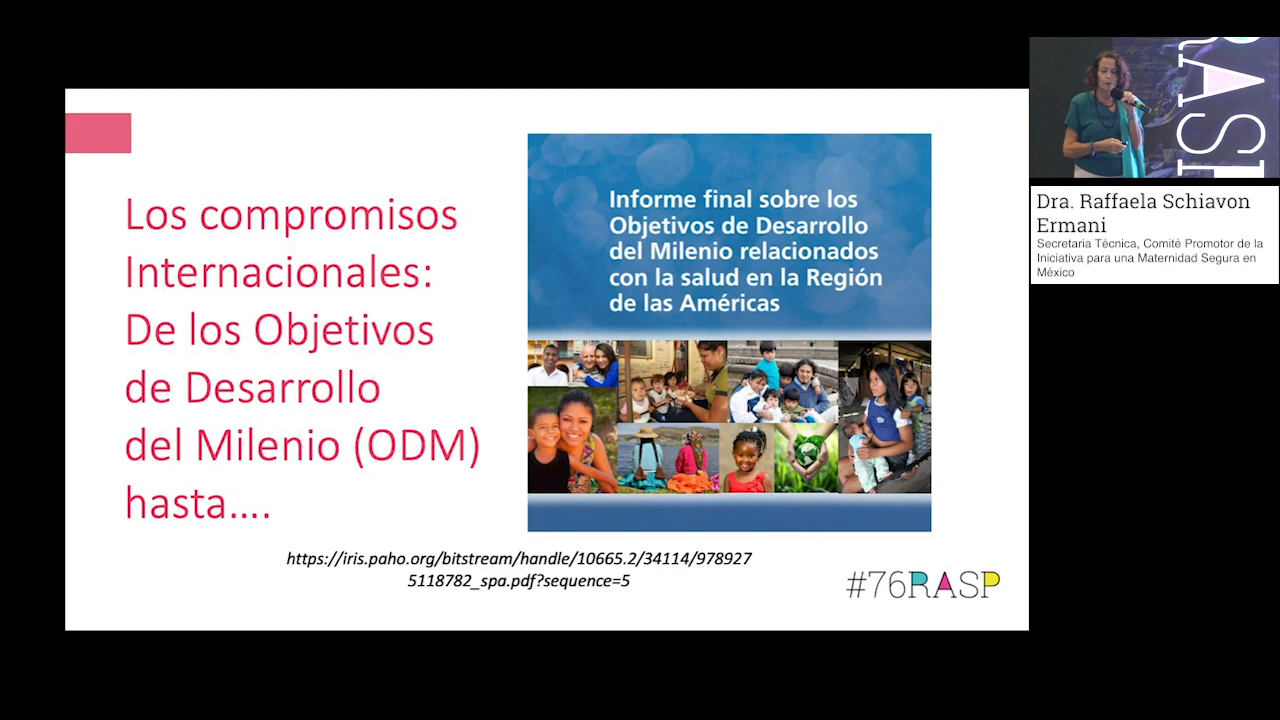 Los compromisos
Internacionales:
De los Objetivos
de Desarrollo
del Milenio (ODM)
hasta....
Informe final sobre los
Objetivos de Desarrollo
del Milenio relacionados
con la salud en la Región
de las Américas
https://iris.paho.org/bitstream/handle/10665.2/34114/978927
5118782_spa.pdf?sequence=5
#76RASP
RASP
Dra. Raffaela Schiavon
Ermani
Secretaria Técnica, Comité Promotor de la
Iniciativa para una Maternidad Segura en
México